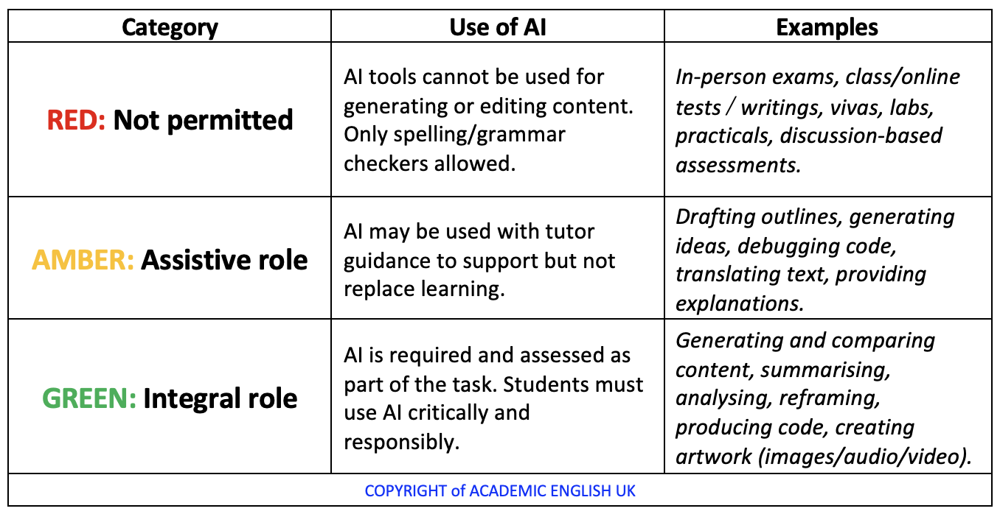 Category
Use of AI
Examples
RED: Not permitted
AI tools cannot be used for
generating or editing content.
Only spelling/grammar
checkers allowed.
In-person exams, class/online
tests / writings, vivas, labs,
practicals, discussion-based
assessments.
AMBER: Assistive role
AI may be used with tutor
guidance to support but not
replace learning.
Drafting outlines, generating
ideas, debugging code,
translating text, providing
explanations.
GREEN: Integral role
AI is required and assessed as
part of the task. Students must
use AI critically and
responsibly.
Generating and comparing
content, summarising,
analysing, reframing,
producing code, creating
artwork (images/audio/video).
COPYRIGHT of ACADEMIC ENGLISH UK